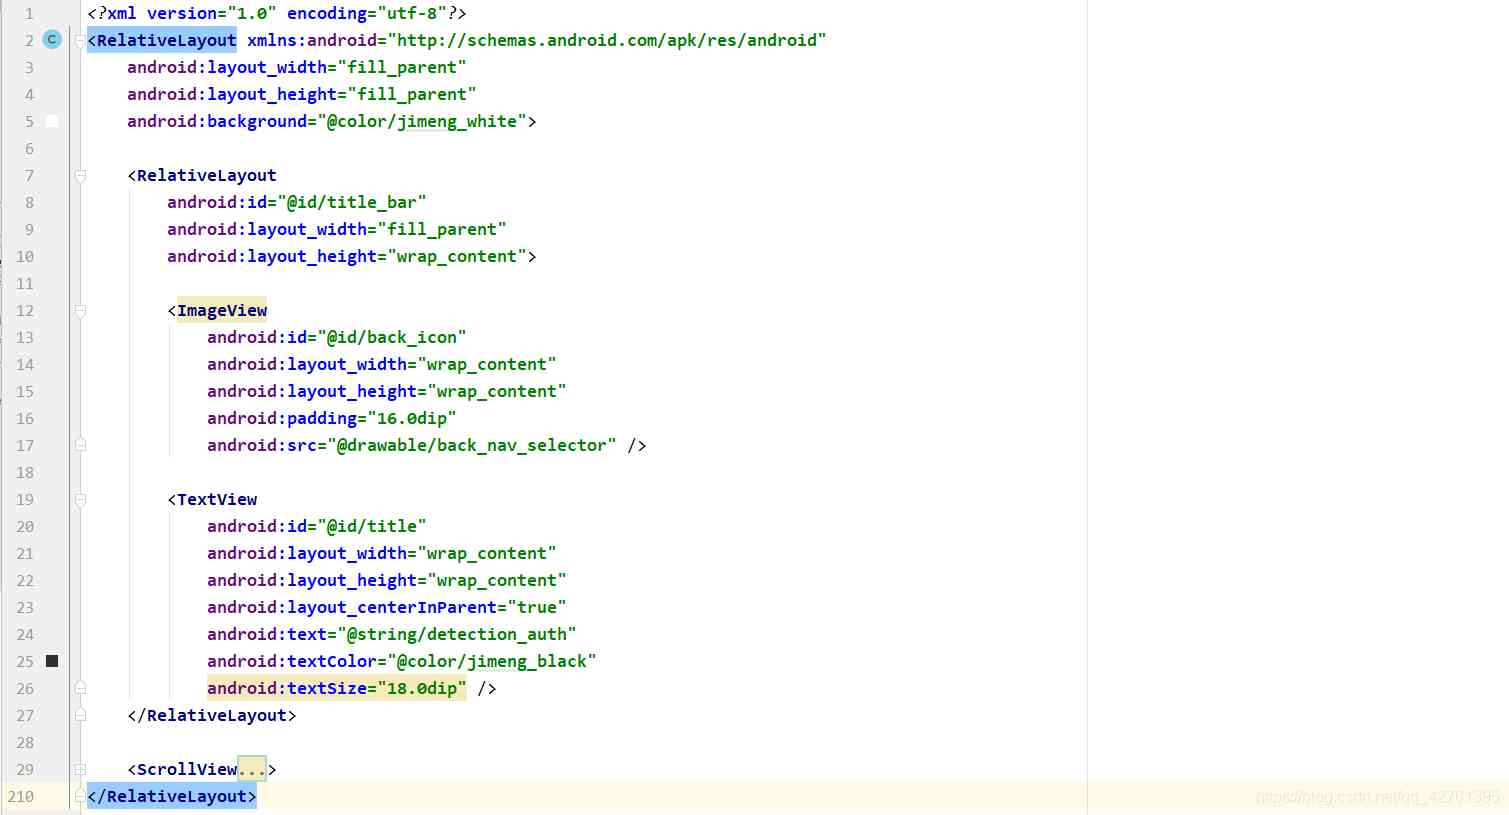 1 <?xml version="1.0" encoding="utf-8"?>
2 C <RelativeLayout xmlns:android="http://schemas.android.com/apk/res/android"
3 android:layout_width="fill_parent"
4 android:layout_height="fill_parent"
5 android:background="@color/jimeng_white">
6
7 <RelativeLayout
8 android:id="@id/title_bar"
9 android:layout_width="fill_parent"
10 android:layout_height="wrap_content">
11
12 <ImageView
13 android:id="@id/back_icon"
14 android:layout_width="wrap_content"
15 android:layout_height="wrap_content"
16 android:padding="16.0dip"
17 android:src="@drawable/back_nav_selector" />
18
19 <TextView
20 android:id="@id/title"
21 android:layout_width="wrap_content"
22 android:layout_height="wrap_content"
23 android:layout_centerInParent="true"
24 android:text="@string/detection_auth"
25 android:textColor="@color/jimeng_black"
26 android:textSize="18.0dip" />
27 </RelativeLayout>
28
29 <ScrollView...>
210 </RelativeLayout>
https://blog.csdn.net/qq_42701395